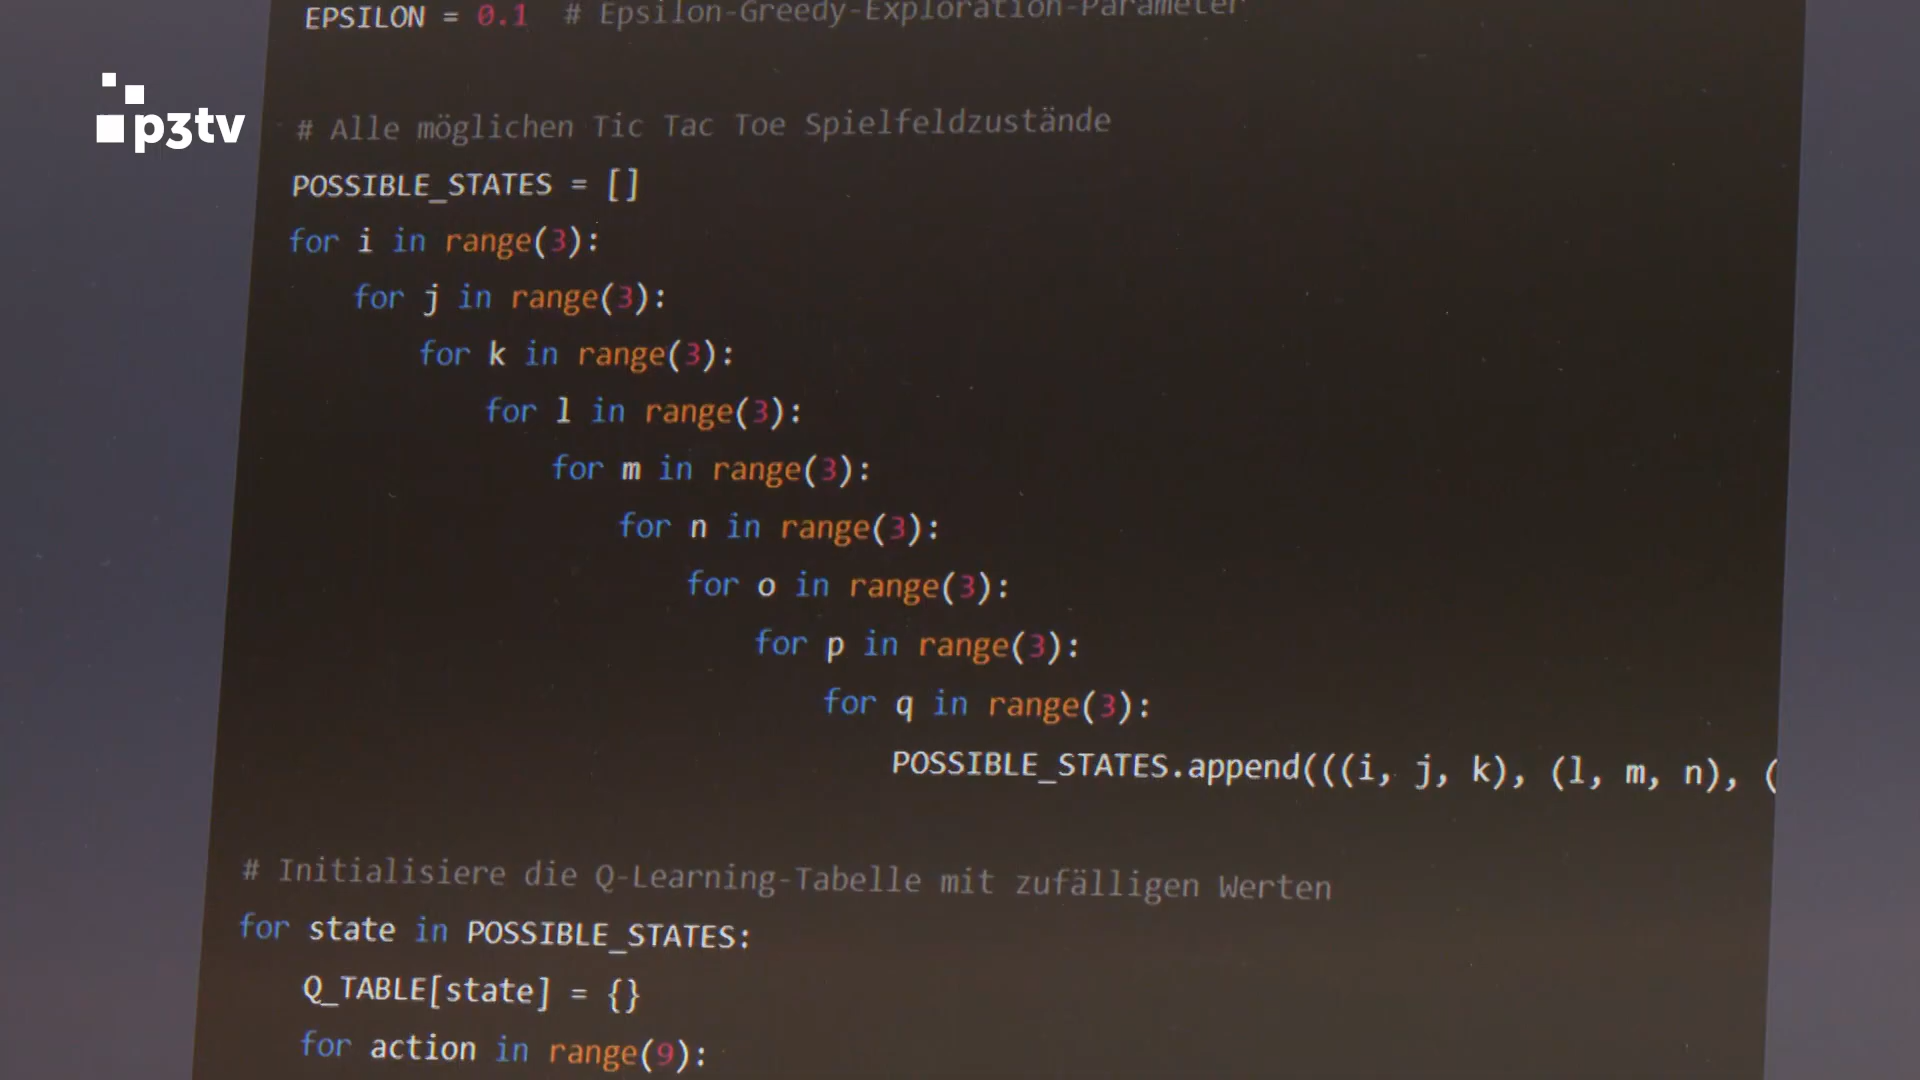 EPSILON = 0.1 # Epsilon-Greedy-Exploration-Parameter
p3tv
# Alle möglichen Tic Tac Toe Spielfeldzustände
POSSIBLE_STATES = []
for i in range(3):
for j in range(3):
for k in range(3):
for l in range(3):
for m in range(3):
for n in range(3):
for o in range(3):
for p in range(3):
for q in range(3):
POSSIBLE_STATES.append(((i, j, k), (l, m, n), (
# Initialisiere die Q-Learning-Tabelle mit zufälligen Werten
for state in POSSIBLE_STATES:
Q_TABLE[state] = {}
for action in range(9):